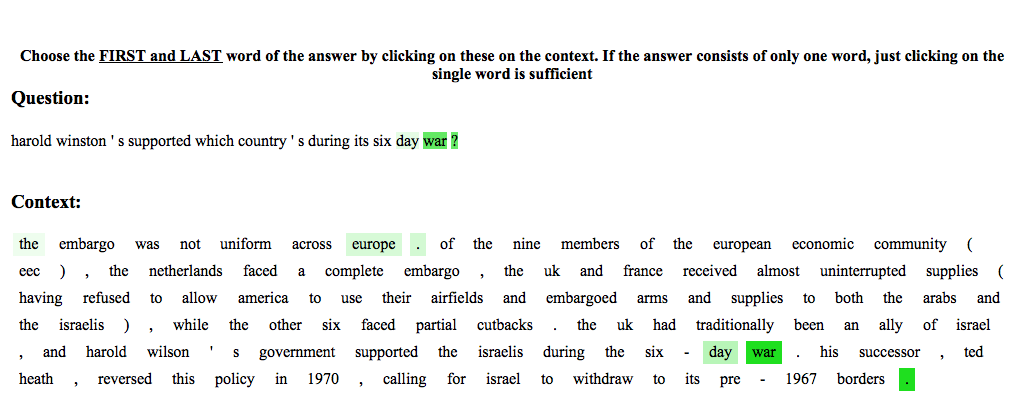 Choose the FIRST and LAST word of the answer by clicking on these on the context. If the answer consists of only one word, just clicking on the
single word is sufficient
Question:
harold winston ' s supported which country ' s during its six day war ?
Context:
the embargo was not uniform across europe . of the nine members of the european economic community (
eec ) , the netherlands faced a complete embargo , the uk and france received almost uninterrupted supplies (
having refused to allow america to use their airfields and embargoed arms and supplies to both the arabs and
the israelis ) , while the other six faced partial cutbacks . the uk had traditionally been an ally of israel
, and harold wilson ' s government supported the israelis during the six - day war . his successor , ted
heath , reversed this policy in 1970 , calling for israel to withdraw to its pre - 1967 borders .